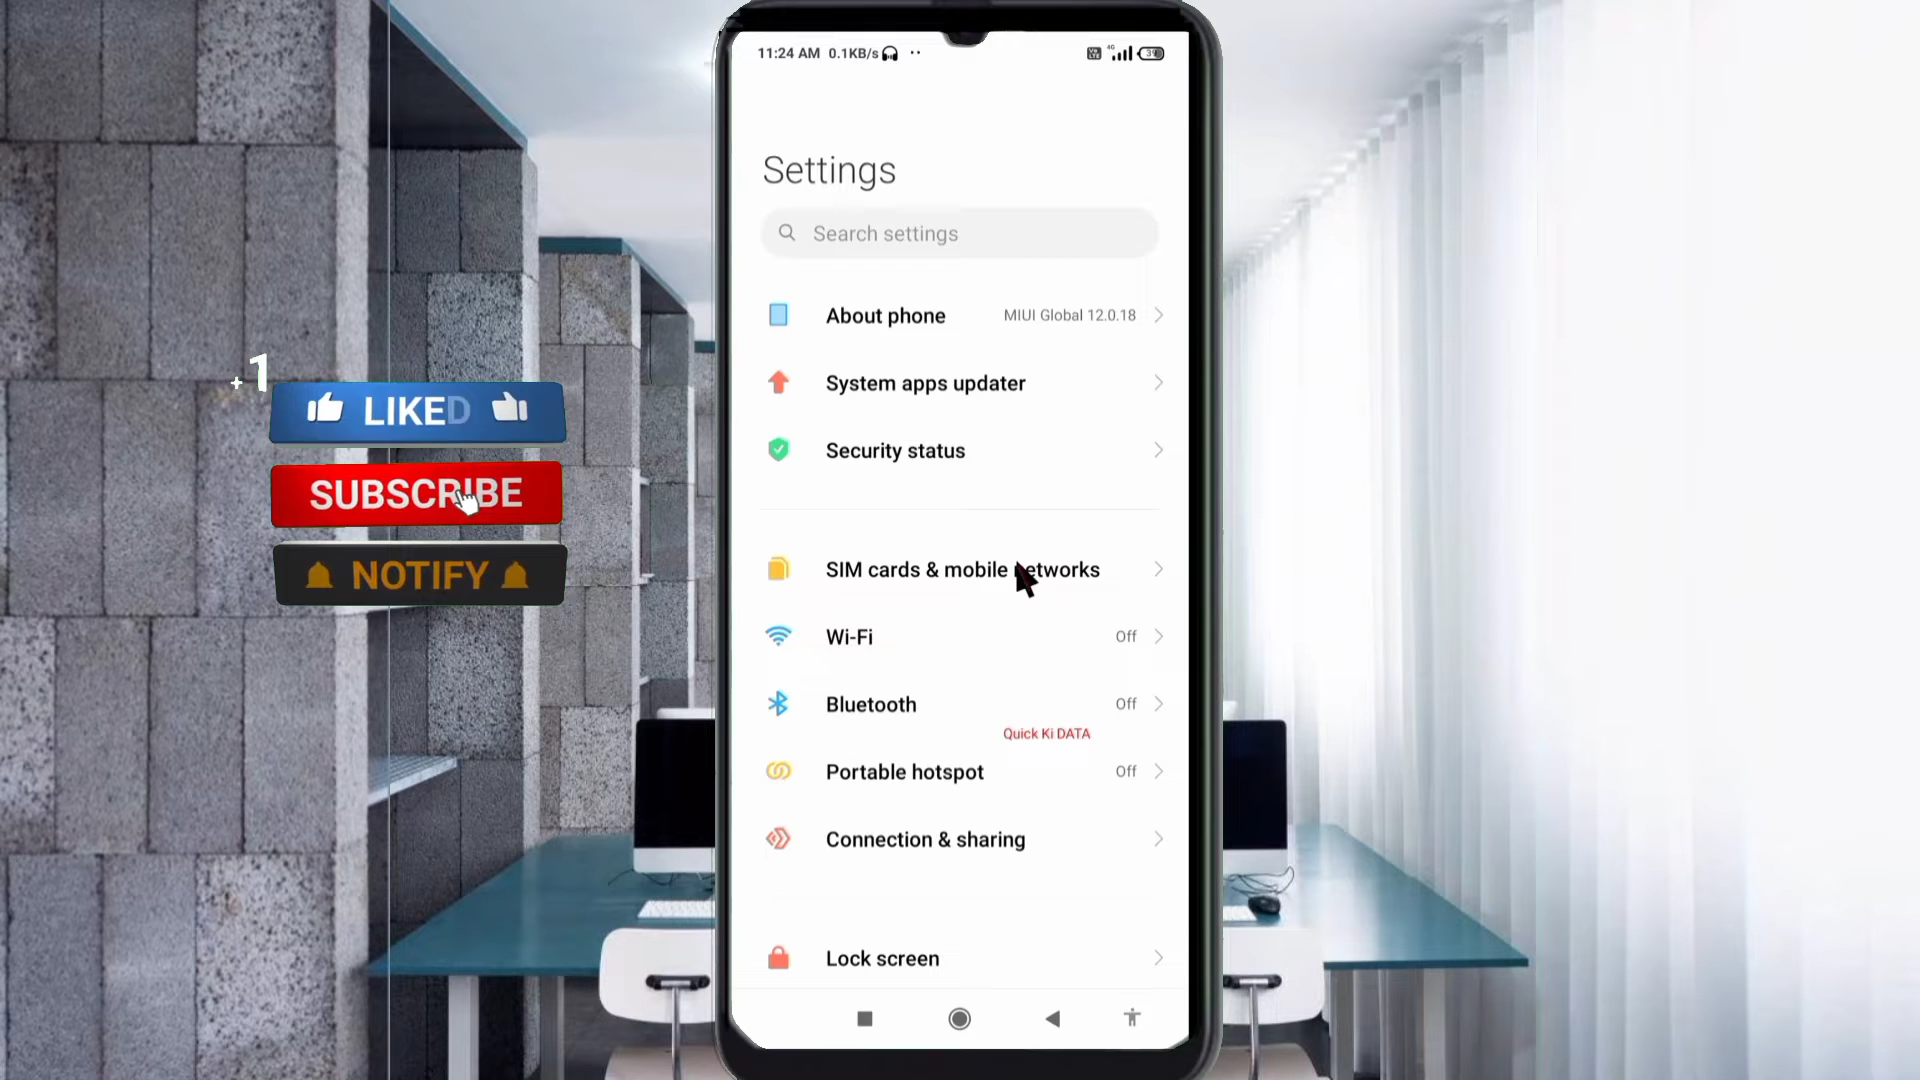 11:24 AM 0.1KB/s
4G
39
Settings
Search settings
About phone MIUI Global 12.0.18
System apps updater
Security status
SIM cards & mobile networks
Wi-Fi Off
Bluetooth Off
Quick Ki DATA
Portable hotspot Off
Connection & sharing
Lock screen
+1
LIKED
SUBSCRIBE
NOTIFY